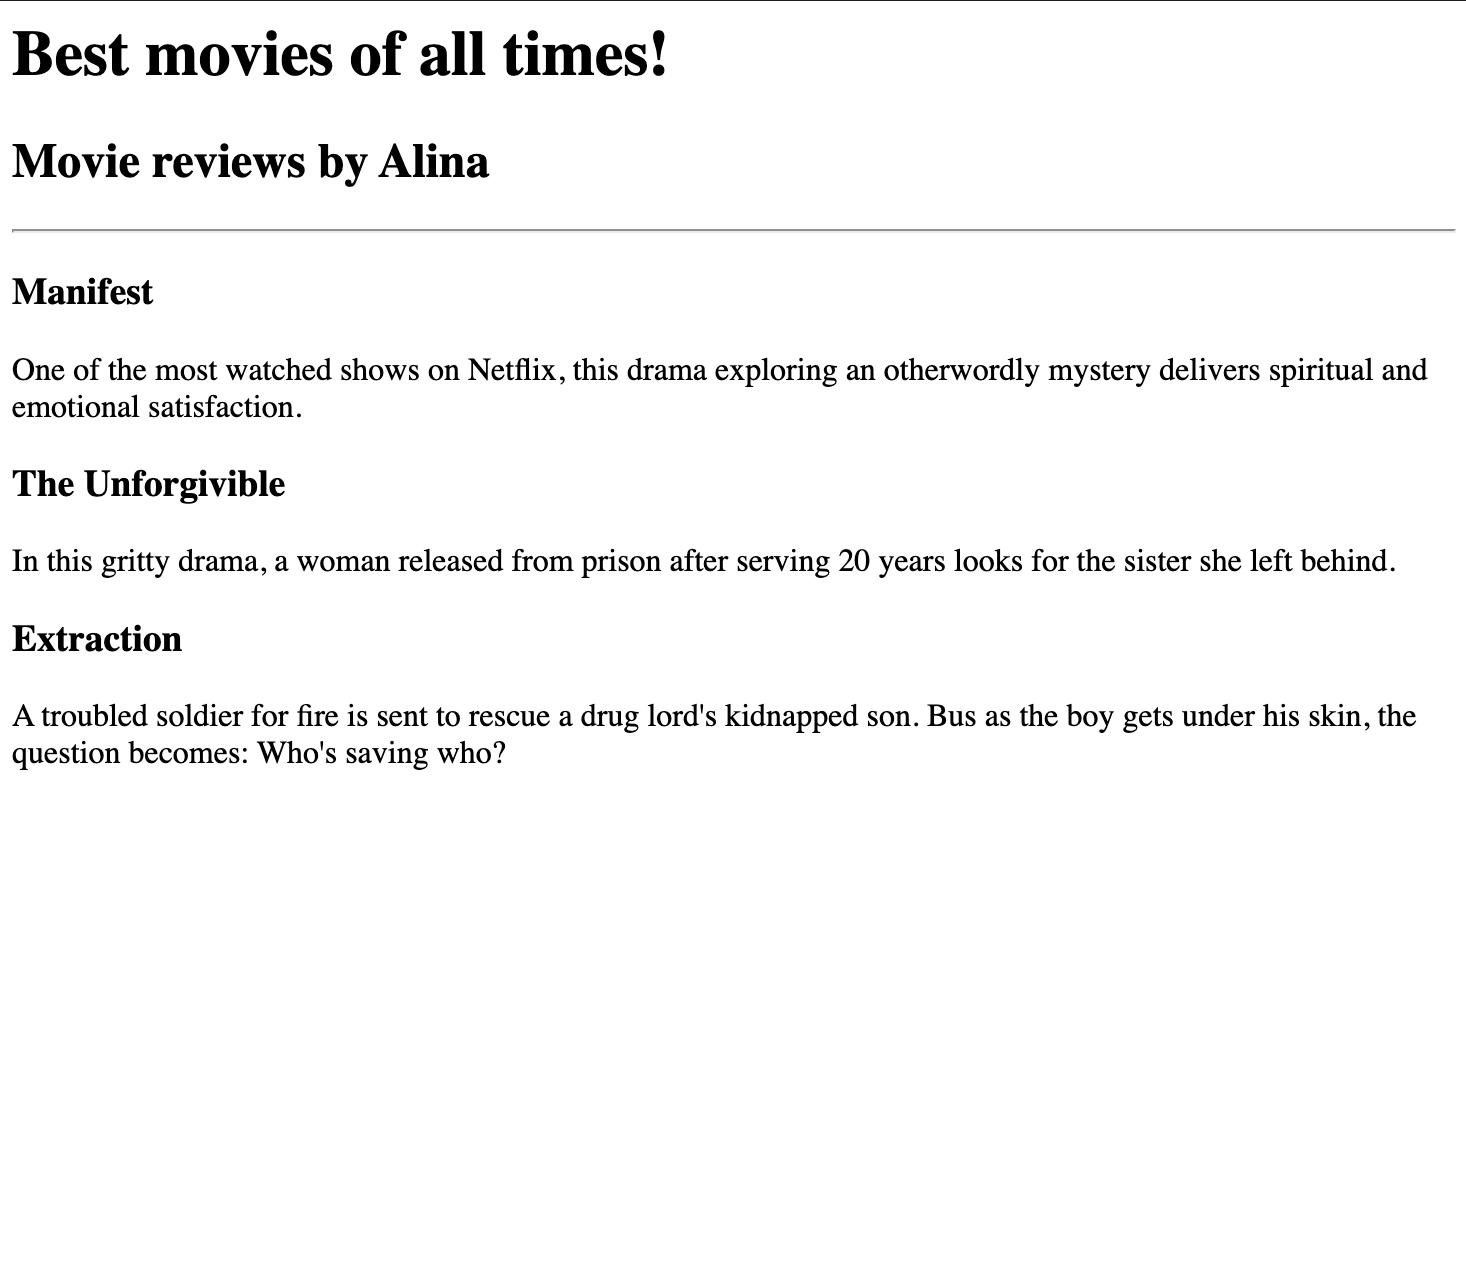 Best movies of all times!
Movie reviews by Alina
Manifest
One of the most watched shows on Netflix, this drama exploring an otherwordly mystery delivers spiritual and
emotional satisfaction.
The Unforgivible
In this gritty drama, a woman released from prison after serving 20 years looks for the sister she left behind.
Extraction
A troubled soldier for fire is sent to rescue a drug lord's kidnapped son. Bus as the boy gets under his skin, the
question becomes: Who's saving who?